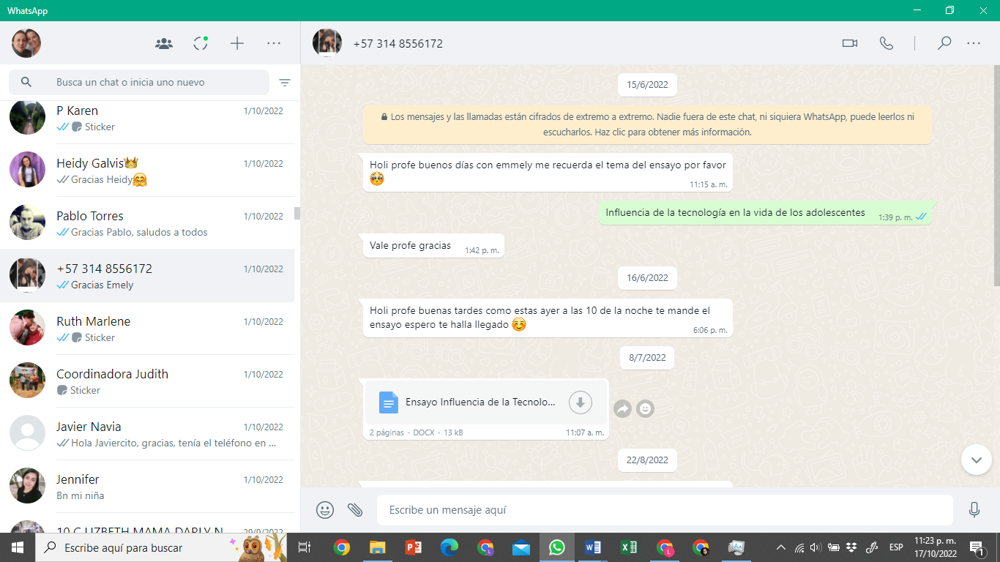 WhatsApp
Busca un chat o inicia uno nuevo
P Karen
1/10/2022
Sticker
Heidy Galvis
1/10/2022
Gracias Heidy
Pablo Torres
1/10/2022
Gracias Pablo, saludos a todos
+57 314 8556172
1/10/2022
Gracias Emely
Ruth Marlene
1/10/2022
Sticker
Coordinadora Judith
1/10/2022
Sticker
Javier Navia
1/10/2022
Hola Javiercito, gracias, tenía el teléfono en ...
Jennifer
1/10/2022
Bn mi niña
10 C LIZBETH MAMA DARLY N
29/9/2022
+57 314 8556172
15/6/2022
Los mensajes y las llamadas están cifrados de extremo a extremo. Nadie fuera de este chat, ni siquiera WhatsApp, puede leerlos ni
escucharlos. Haz clic para obtener más información.
Holi profe buenos días con emmely me recuerda el tema del ensayo por favor
🥹
11:15 a. m.
Influencia de la tecnología en la vida de los adolescentes
1:39 p. m.
Vale profe gracias
1:42 p. m.
16/6/2022
Holi profe buenas tardes como estas ayer a las 10 de la noche te mande el
ensayo espero te halla llegado ☺️
6:06 p. m.
8/7/2022
Ensayo Influencia de la Tecnolo...
2 páginas • DOCX • 13 kB
11:07 a. m.
22/8/2022
Escribe un mensaje aquí
Escribe aquí para buscar
ESP
11:23 p. m.
17/10/2022
1